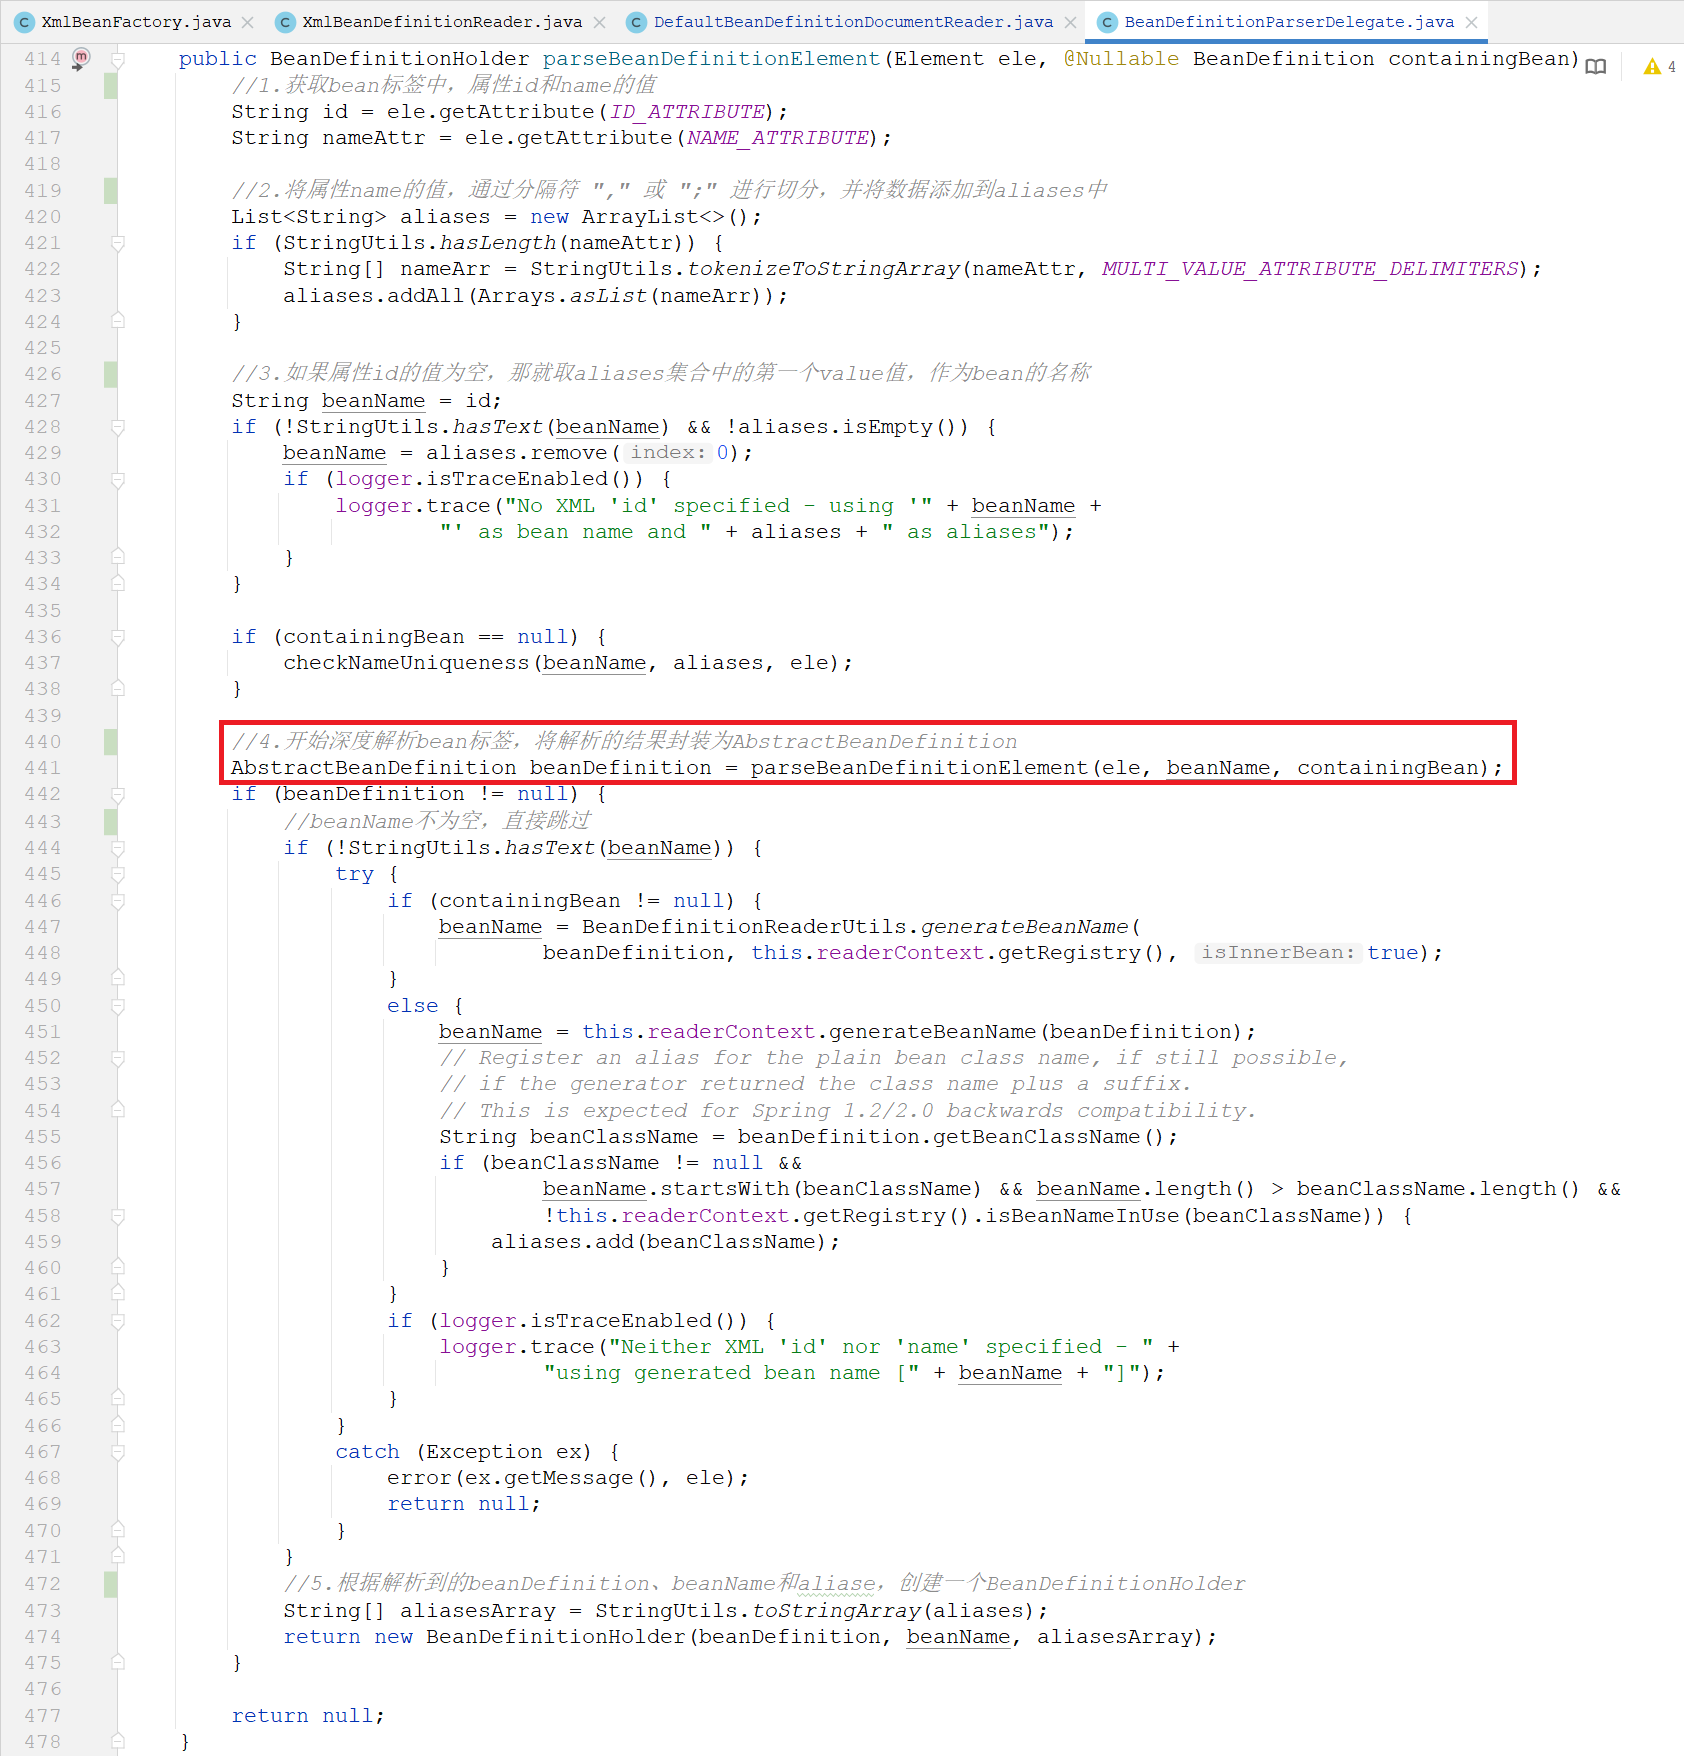 XmlBeanFactory.java XmlBeanDefinitionReader.java DefaultBeanDefinitionDocumentReader.java BeanDefinitionParserDelegate.java
414 public BeanDefinitionHolder parseBeanDefinitionElement(Element ele, @Nullable BeanDefinition containingBean) 4
415 //1.获取bean标签中，属性id和name的值
416 String id = ele.getAttribute(ID_ATTRIBUTE);
417 String nameAttr = ele.getAttribute(NAME_ATTRIBUTE);
418
419 //2.将属性name的值，通过分隔符 "," 或 ";" 进行切分，并将数据添加到aliases中
420 List<String> aliases = new ArrayList<>();
421 if (StringUtils.hasLength(nameAttr)) {
422 String[] nameArr = StringUtils.tokenizeToStringArray(nameAttr, MULTI_VALUE_ATTRIBUTE_DELIMITERS);
423 aliases.addAll(Arrays.asList(nameArr));
424 }
425
426 //3.如果属性id的值为空，那就取aliases集合中的第一个value值，作为bean的名称
427 String beanName = id;
428 if (!StringUtils.hasText(beanName) && !aliases.isEmpty()) {
429 beanName = aliases.remove( index: 0);
430 if (logger.isTraceEnabled()) {
431 logger.trace("No XML 'id' specified - using '" + beanName +
432 "' as bean name and " + aliases + " as aliases");
433 }
434 }
435
436 if (containingBean == null) {
437 checkNameUniqueness(beanName, aliases, ele);
438 }
439
440 //4.开始深度解析bean标签，将解析的结果封装为AbstractBeanDefinition
441 AbstractBeanDefinition beanDefinition = parseBeanDefinitionElement(ele, beanName, containingBean);
442 if (beanDefinition != null) {
443 //beanName不为空，直接跳过
444 if (!StringUtils.hasText(beanName)) {
445 try {
446 if (containingBean != null) {
447 beanName = BeanDefinitionReaderUtils.generateBeanName(
448 beanDefinition, this.readerContext.getRegistry(), isInnerBean: true);
449 }
450 else {
451 beanName = this.readerContext.generateBeanName(beanDefinition);
452 // Register an alias for the plain bean class name, if still possible,
453 // if the generator returned the class name plus a suffix.
454 // This is expected for Spring 1.2/2.0 backwards compatibility.
455 String beanClassName = beanDefinition.getBeanClassName();
456 if (beanClassName != null &&
457 beanName.startsWith(beanClassName) && beanName.length() > beanClassName.length() &&
458 !this.readerContext.getRegistry().isBeanNameInUse(beanClassName)) {
459 aliases.add(beanClassName);
460 }
461 }
462 if (logger.isTraceEnabled()) {
463 logger.trace("Neither XML 'id' nor 'name' specified - " +
464 "using generated bean name [" + beanName + "]");
465 }
466 }
467 catch (Exception ex) {
468 error(ex.getMessage(), ele);
469 return null;
470 }
471 }
472 //5.根据解析到的beanDefinition、beanName和aliase，创建一个BeanDefinitionHolder
473 String[] aliasesArray = StringUtils.toStringArray(aliases);
474 return new BeanDefinitionHolder(beanDefinition, beanName, aliasesArray);
475 }
476
477 return null;
478 }